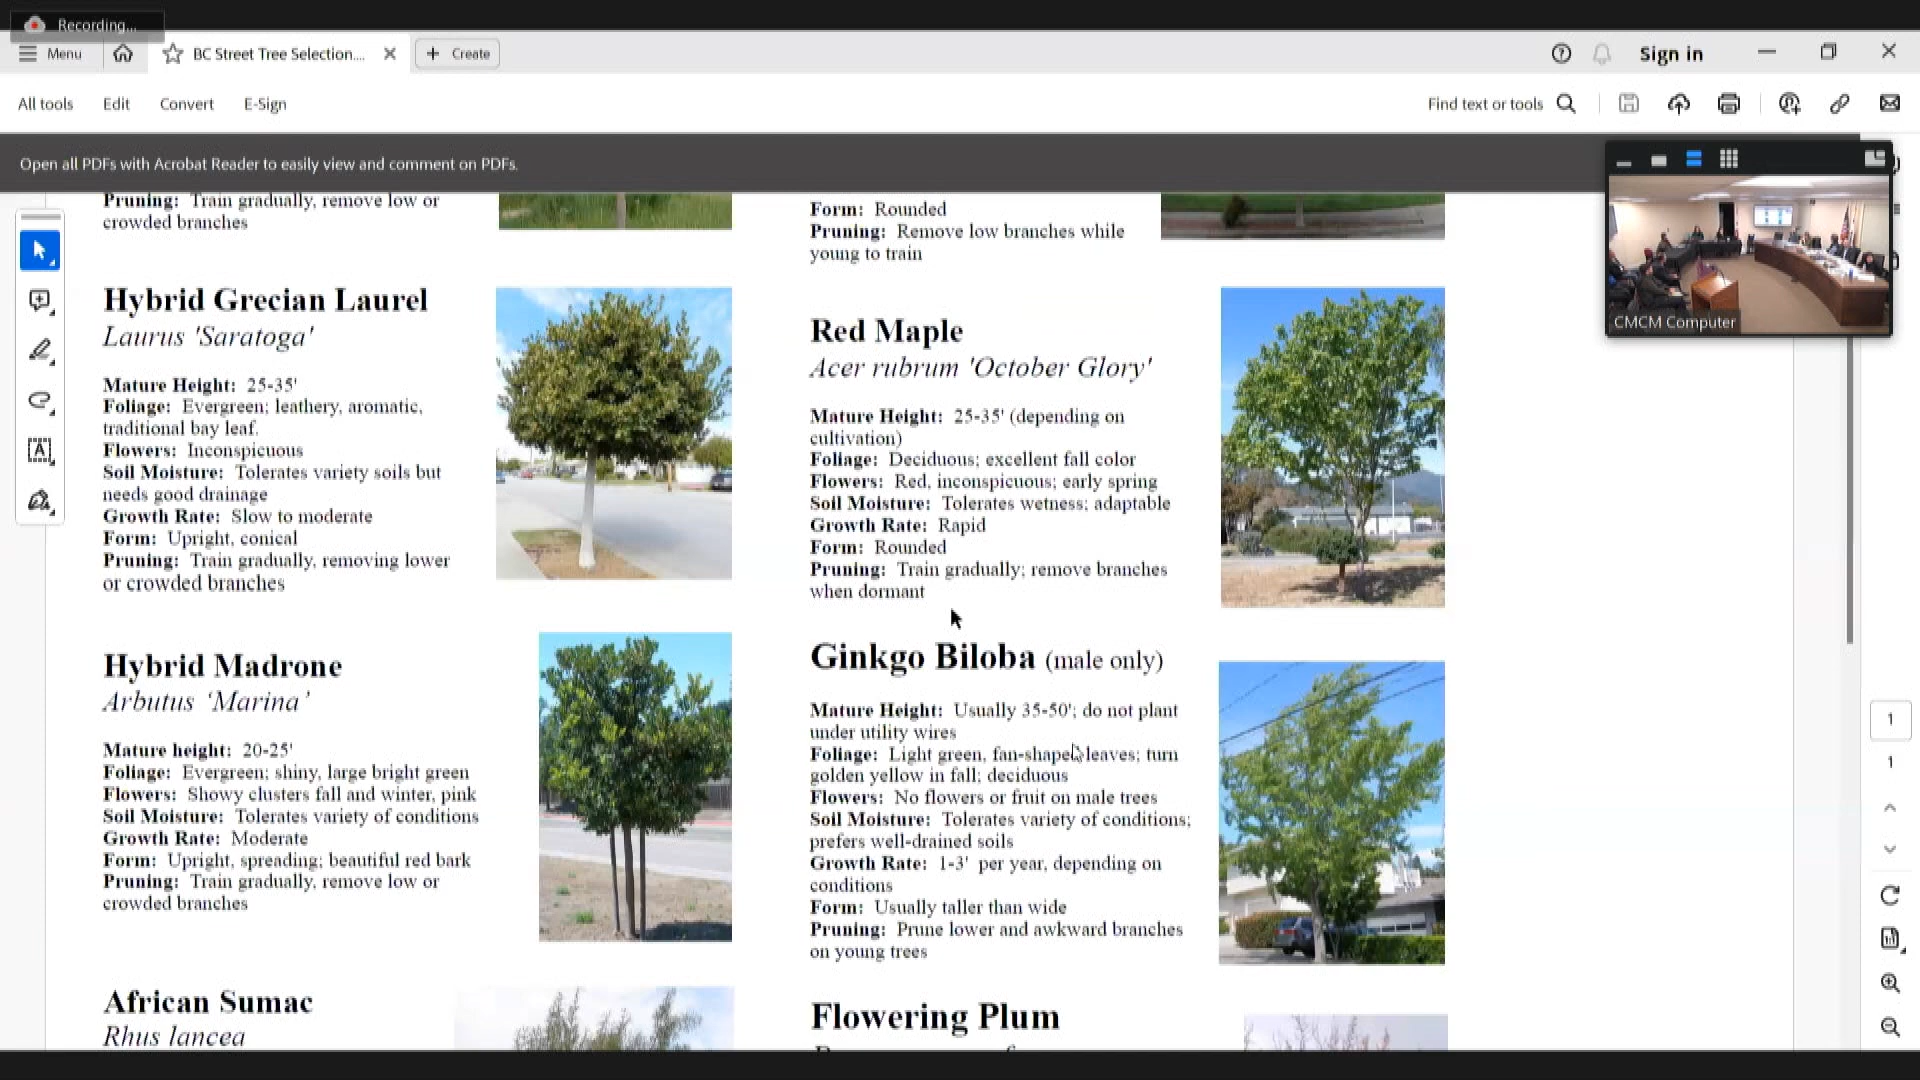 Recording...
Menu
BC Street Tree Selection....
Create
Sign in
All tools
Edit
Convert
E-Sign
Find text or tools
Open all PDFs with Acrobat Reader to easily view and comment on PDFs.
CMCM Computer
Pruning: Train gradually, remove low or
crowded branches
Hybrid Grecian Laurel
Laurus 'Saratoga'
Mature Height: 25-35'
Foliage: Evergreen; leathery, aromatic,
traditional bay leaf.
Flowers: Inconspicuous
Soil Moisture: Tolerates variety soils but
needs good drainage
Growth Rate: Slow to moderate
Form: Upright, conical
Pruning: Train gradually, removing lower
or crowded branches
Hybrid Madrone
Arbutus ‘Marina’
Mature height: 20-25'
Foliage: Evergreen; shiny, large bright green
Flowers: Showy clusters fall and winter, pink
Soil Moisture: Tolerates variety of conditions
Growth Rate: Moderate
Form: Upright, spreading; beautiful red bark
Pruning: Train gradually, remove low or
crowded branches
African Sumac
Rhus lancea
Form: Rounded
Pruning: Remove low branches while
young to train
Red Maple
Acer rubrum 'October Glory'
Mature Height: 25-35' (depending on
cultivation)
Foliage: Deciduous; excellent fall color
Flowers: Red, inconspicuous; early spring
Soil Moisture: Tolerates wetness; adaptable
Growth Rate: Rapid
Form: Rounded
Pruning: Train gradually; remove branches
when dormant
Ginkgo Biloba (male only)
Mature Height: Usually 35-50'; do not plant
under utility wires
Foliage: Light green, fan-shaped leaves; turn
golden yellow in fall; deciduous
Flowers: No flowers or fruit on male trees
Soil Moisture: Tolerates variety of conditions;
prefers well-drained soils
Growth Rate: 1-3' per year, depending on
conditions
Form: Usually taller than wide
Pruning: Prune lower and awkward branches
on young trees
Flowering Plum
1
1